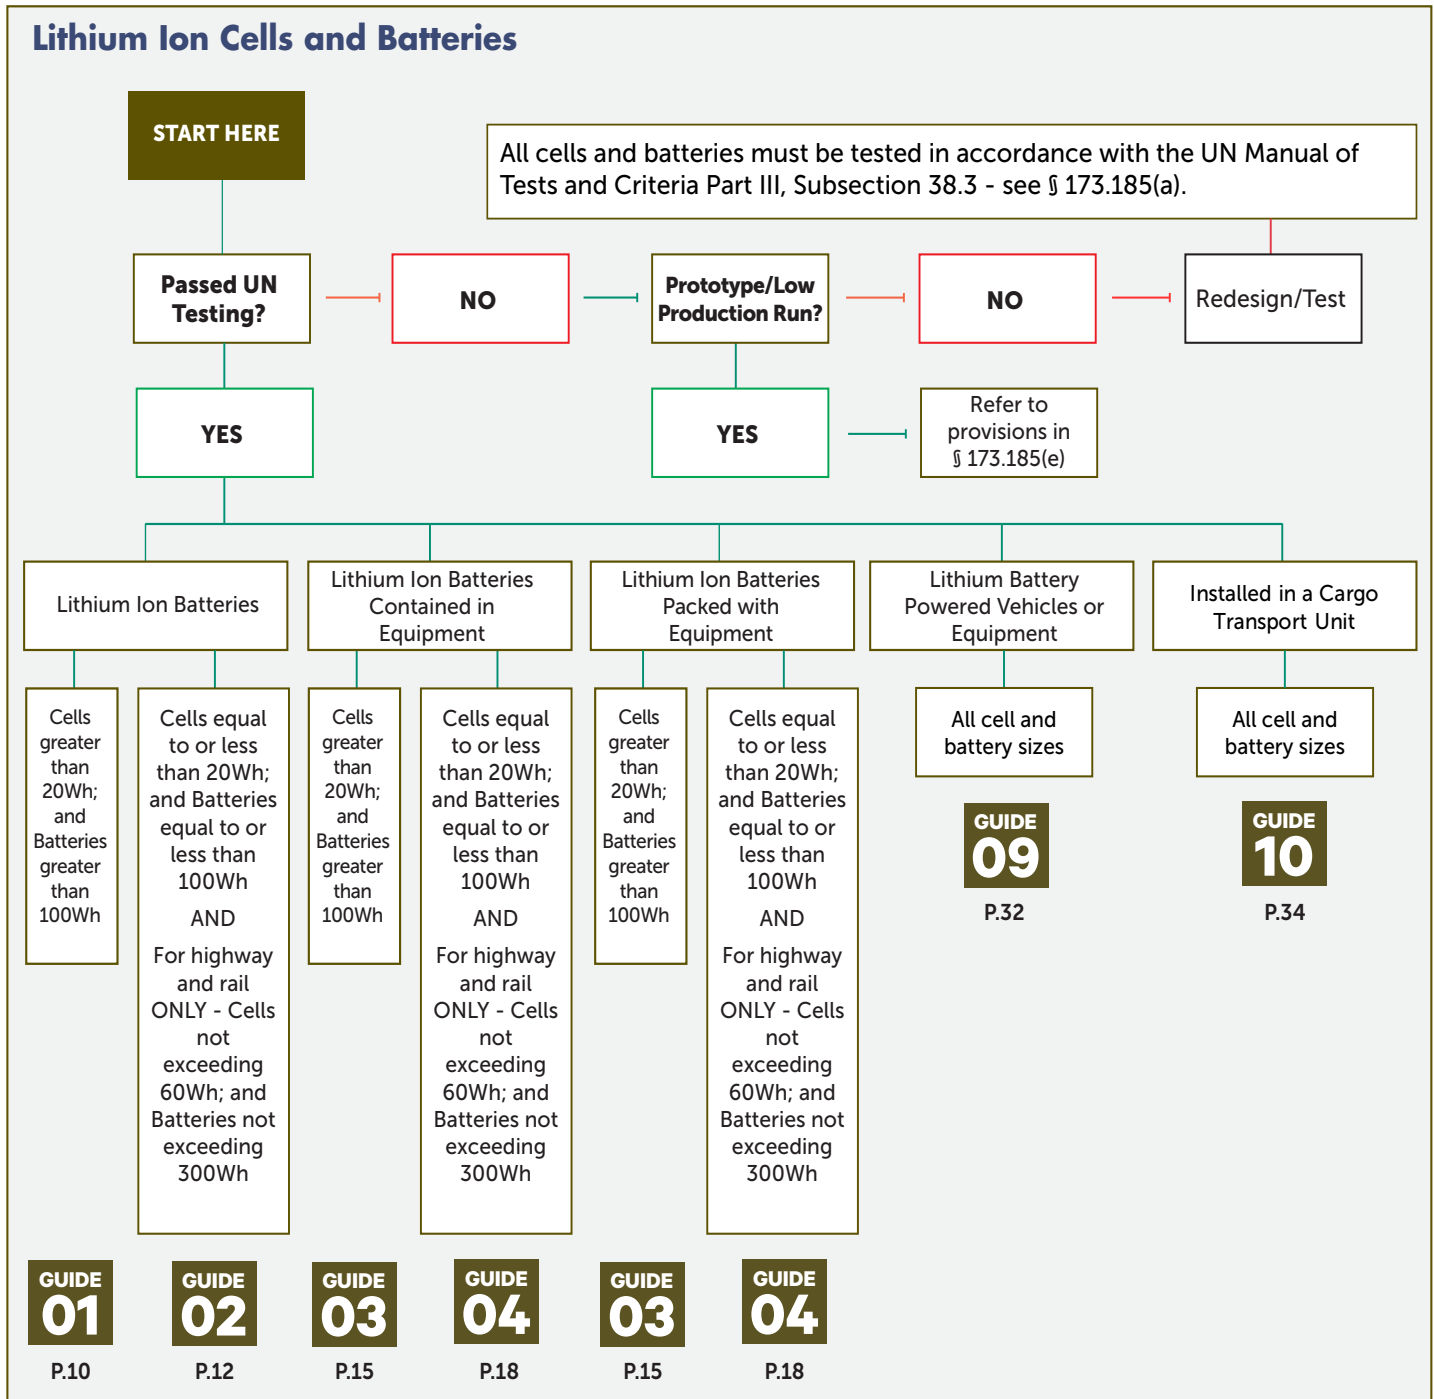 Lithium Ion Cells and Batteries
START HERE
All cells and batteries must be tested in accordance with the UN Manual of
Tests and Criteria Part III, Subsection 38.3 - see § 173.185(a).
Passed UN
Testing?
NO
Prototype/Low
Production Run?
NO
Redesign/Test
YES
YES
Refer to
provisions in
§ 173.185(e)
Lithium Ion Batteries
Lithium Ion Batteries
Contained in
Equipment
Lithium Ion Batteries
Packed with
Equipment
Lithium Battery
Powered Vehicles or
Equipment
Installed in a Cargo
Transport Unit
Cells
greater
than
20Wh;
and
Batteries
greater
than
100Wh
Cells equal
to or less
than 20Wh;
and Batteries
equal to or
less than
100Wh
AND
For highway
and rail
ONLY - Cells
not
exceeding
60Wh; and
Batteries not
exceeding
300Wh
Cells
greater
than
20Wh;
and
Batteries
greater
than
100Wh
Cells equal
to or less
than 20Wh;
and Batteries
equal to or
less than
100Wh
AND
For highway
and rail
ONLY - Cells
not
exceeding
60Wh; and
Batteries not
exceeding
300Wh
Cells
greater
than
20Wh;
and
Batteries
greater
than
100Wh
Cells equal
to or less
than 20Wh;
and Batteries
equal to or
less than
100Wh
AND
For highway
and rail
ONLY - Cells
not
exceeding
60Wh; and
Batteries not
exceeding
300Wh
All cell and
battery sizes
GUIDE
09
P.32
All cell and
battery sizes
GUIDE
10
P.34
GUIDE
01
P.10
GUIDE
02
P.12
GUIDE
03
P.15
GUIDE
04
P.18
GUIDE
03
P.15
GUIDE
04
P.18